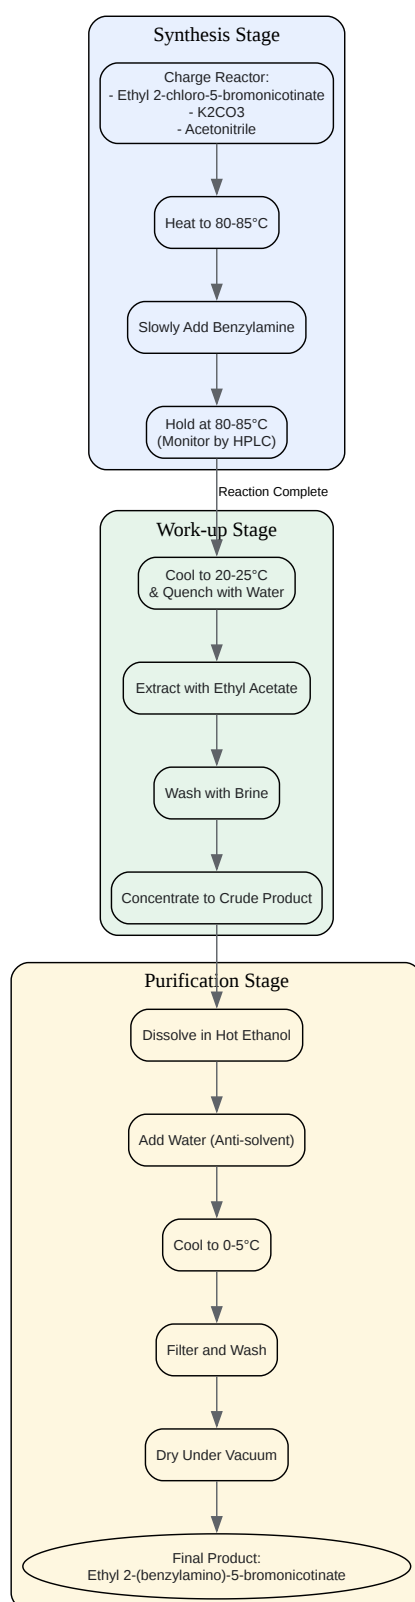 Synthesis Stage
Charge Reactor:
- Ethyl 2-chloro-5-bromonicotinate
- K2CO3
- Acetonitrile
Heat to 80-85°C
Slowly Add Benzylamine
Hold at 80-85°C
(Monitor by HPLC)
Reaction Complete
Work-up Stage
Cool to 20-25°C
& Quench with Water
Extract with Ethyl Acetate
Wash with Brine
Concentrate to Crude Product
Purification Stage
Dissolve in Hot Ethanol
Add Water (Anti-solvent)
Cool to 0-5°C
Filter and Wash
Dry Under Vacuum
Final Product:
Ethyl 2-(benzylamino)-5-bromonicotinate